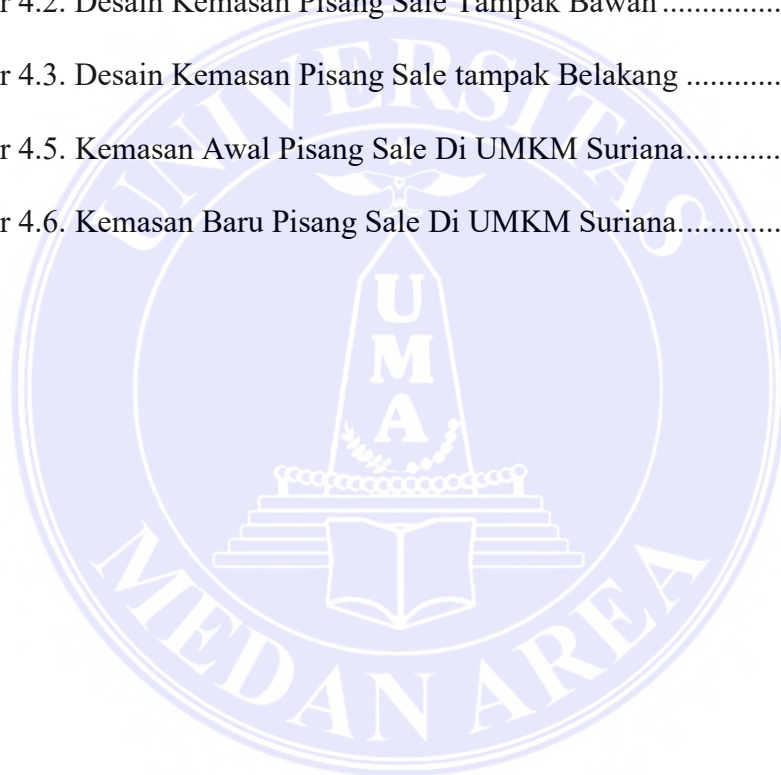 r 4.2. Desain Kemasan Pisang Sale Tampak Bawah..............
r 4.3. Desain Kemasan Pisang Sale tampak Belakang ............
r 4.5. Kemasan Awal Pisang Sale Di UMKM Suriana............
r 4.6. Kemasan Baru Pisang Sale Di UMKM Suriana.............
UNIVERSITAS
U
M
A
MEDAN AREA